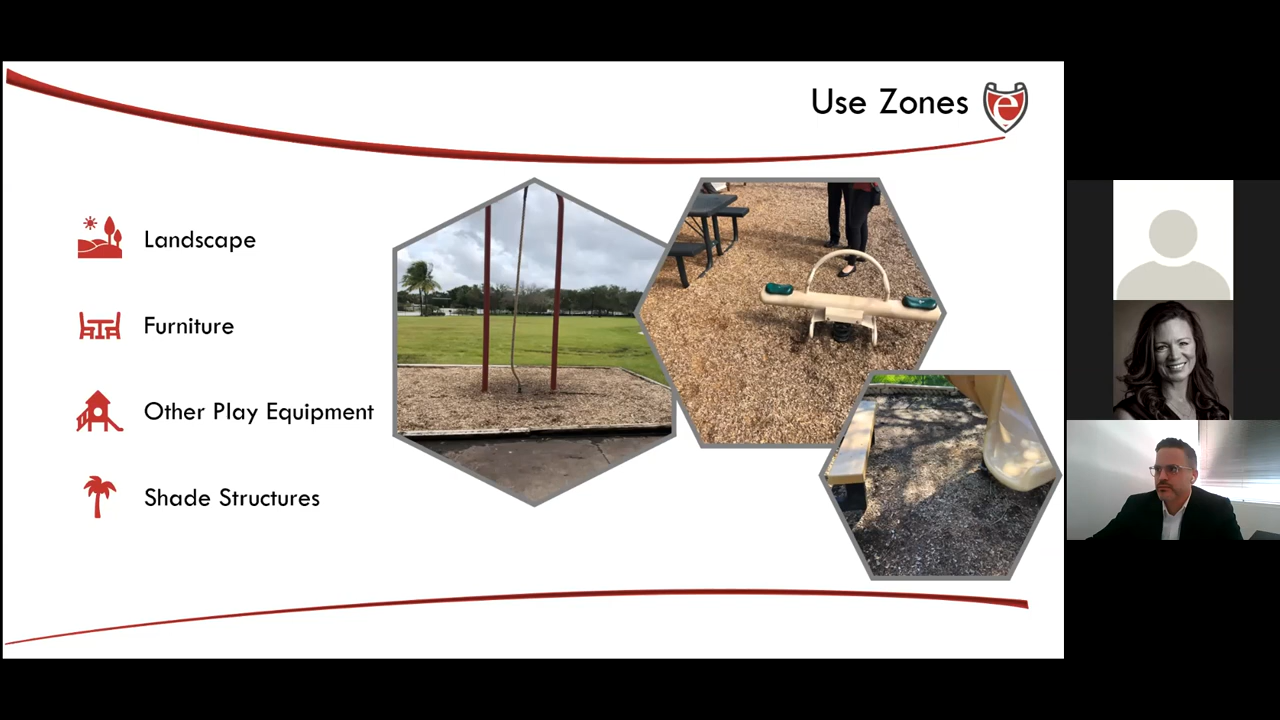 Use Zones
e
Landscape
Furniture
Other Play Equipment
Shade Structures